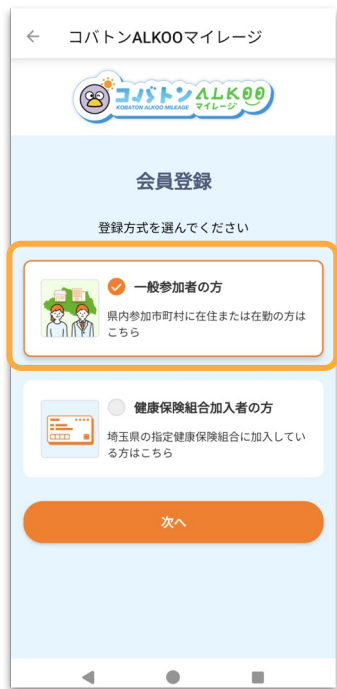 コバトンALKOOマイレージ
コバトンALKOO
KOBATON ALKOO MILEAGE マイレージ
会員登録
登録方式を選んでください
一般参加者の方
県内参加市町村に在住または在勤の方は
こちら
健康保険組合加入者の方
埼玉県の指定健康保険組合に加入してい
る方はこちら
次へ